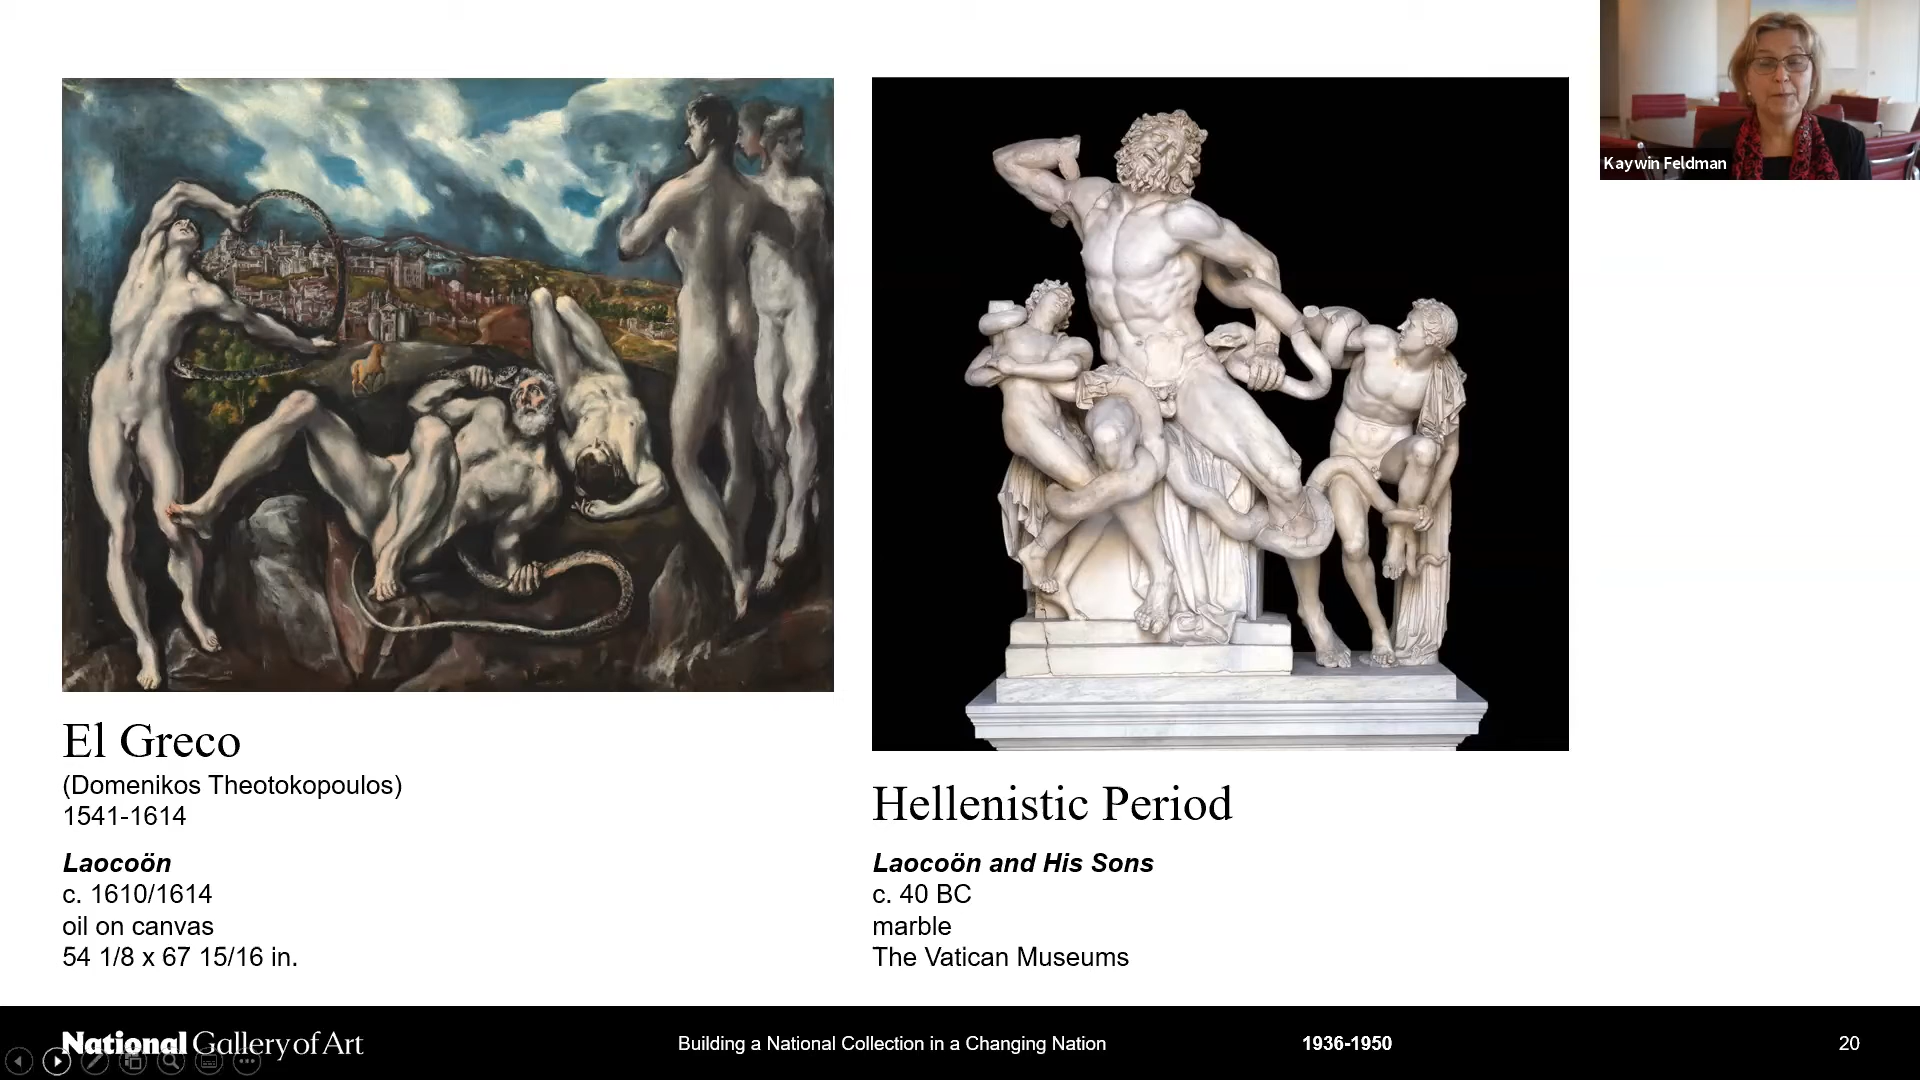 Kaywin Feldman
El Greco
(Domenikos Theotokopoulos)
1541-1614
Laocoön
c. 1610/1614
oil on canvas
54 1/8 x 67 15/16 in.
Hellenistic Period
Laocoön and His Sons
c. 40 BC
marble
The Vatican Museums
National Gallery of Art
Building a National Collection in a Changing Nation
1936-1950
20